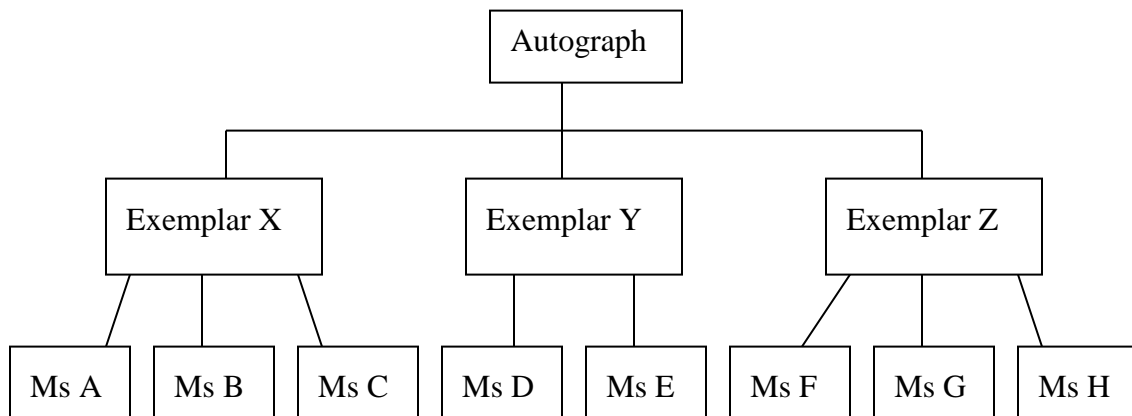 Autograph
Exemplar X
Exemplar Y
Exemplar Z
Ms A
Ms B
Ms C
Ms D
Ms E
Ms F
Ms G
Ms H